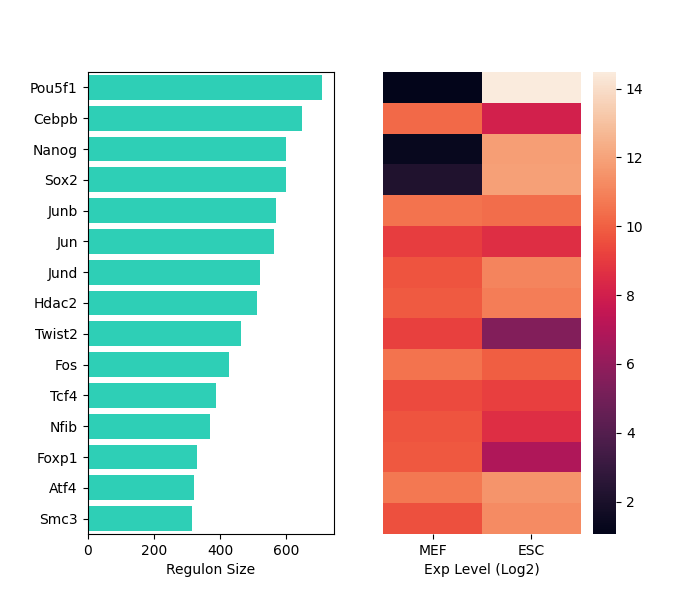 Pou5f1
Cebpb
Nanog
Sox2
Junb
Jun
Jund
Hdac2
Twist2
Fos
Tcf4
Nfib
Foxp1
Atf4
Smc3
0 200 400 600
Regulon Size
MEF ESC
Exp Level (Log2)
14
12
10
8
6
4
2